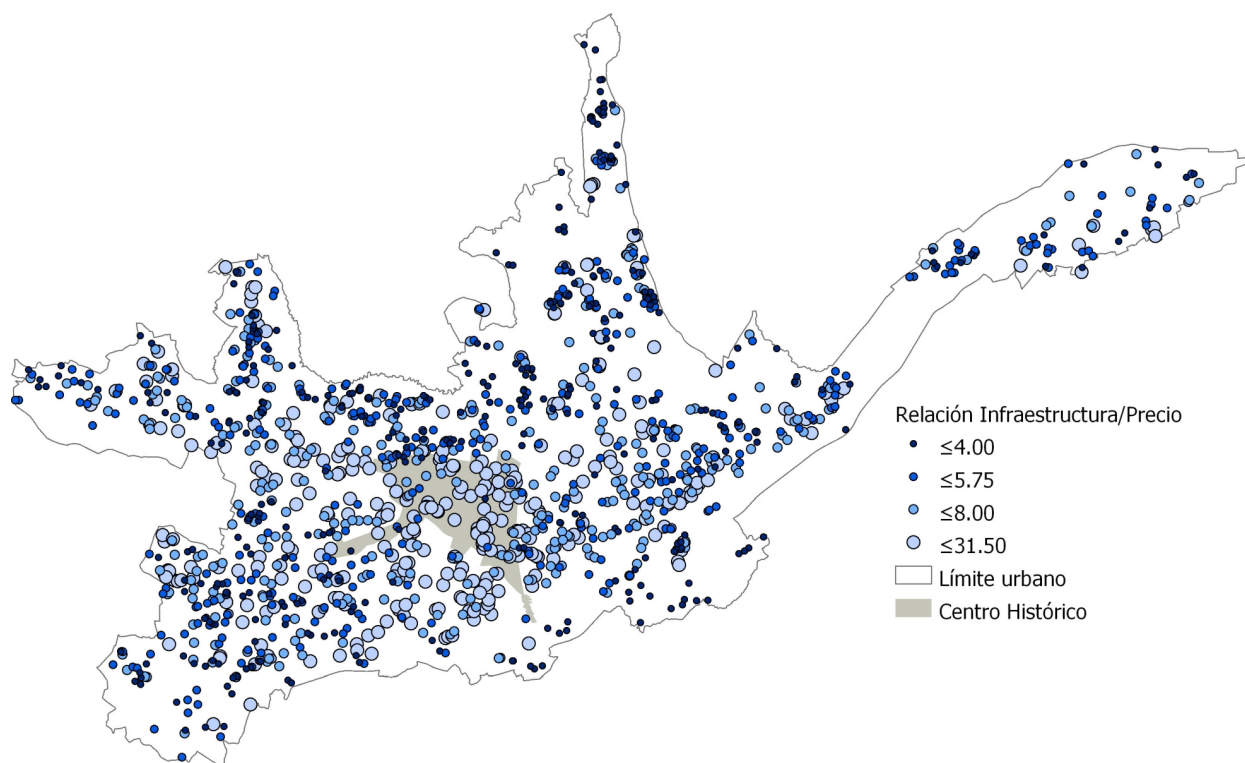 Relación Infraestructura/Precio
≤4.00
≤5.75
≤8.00
≤31.50
Límite urbano
Centro Histórico